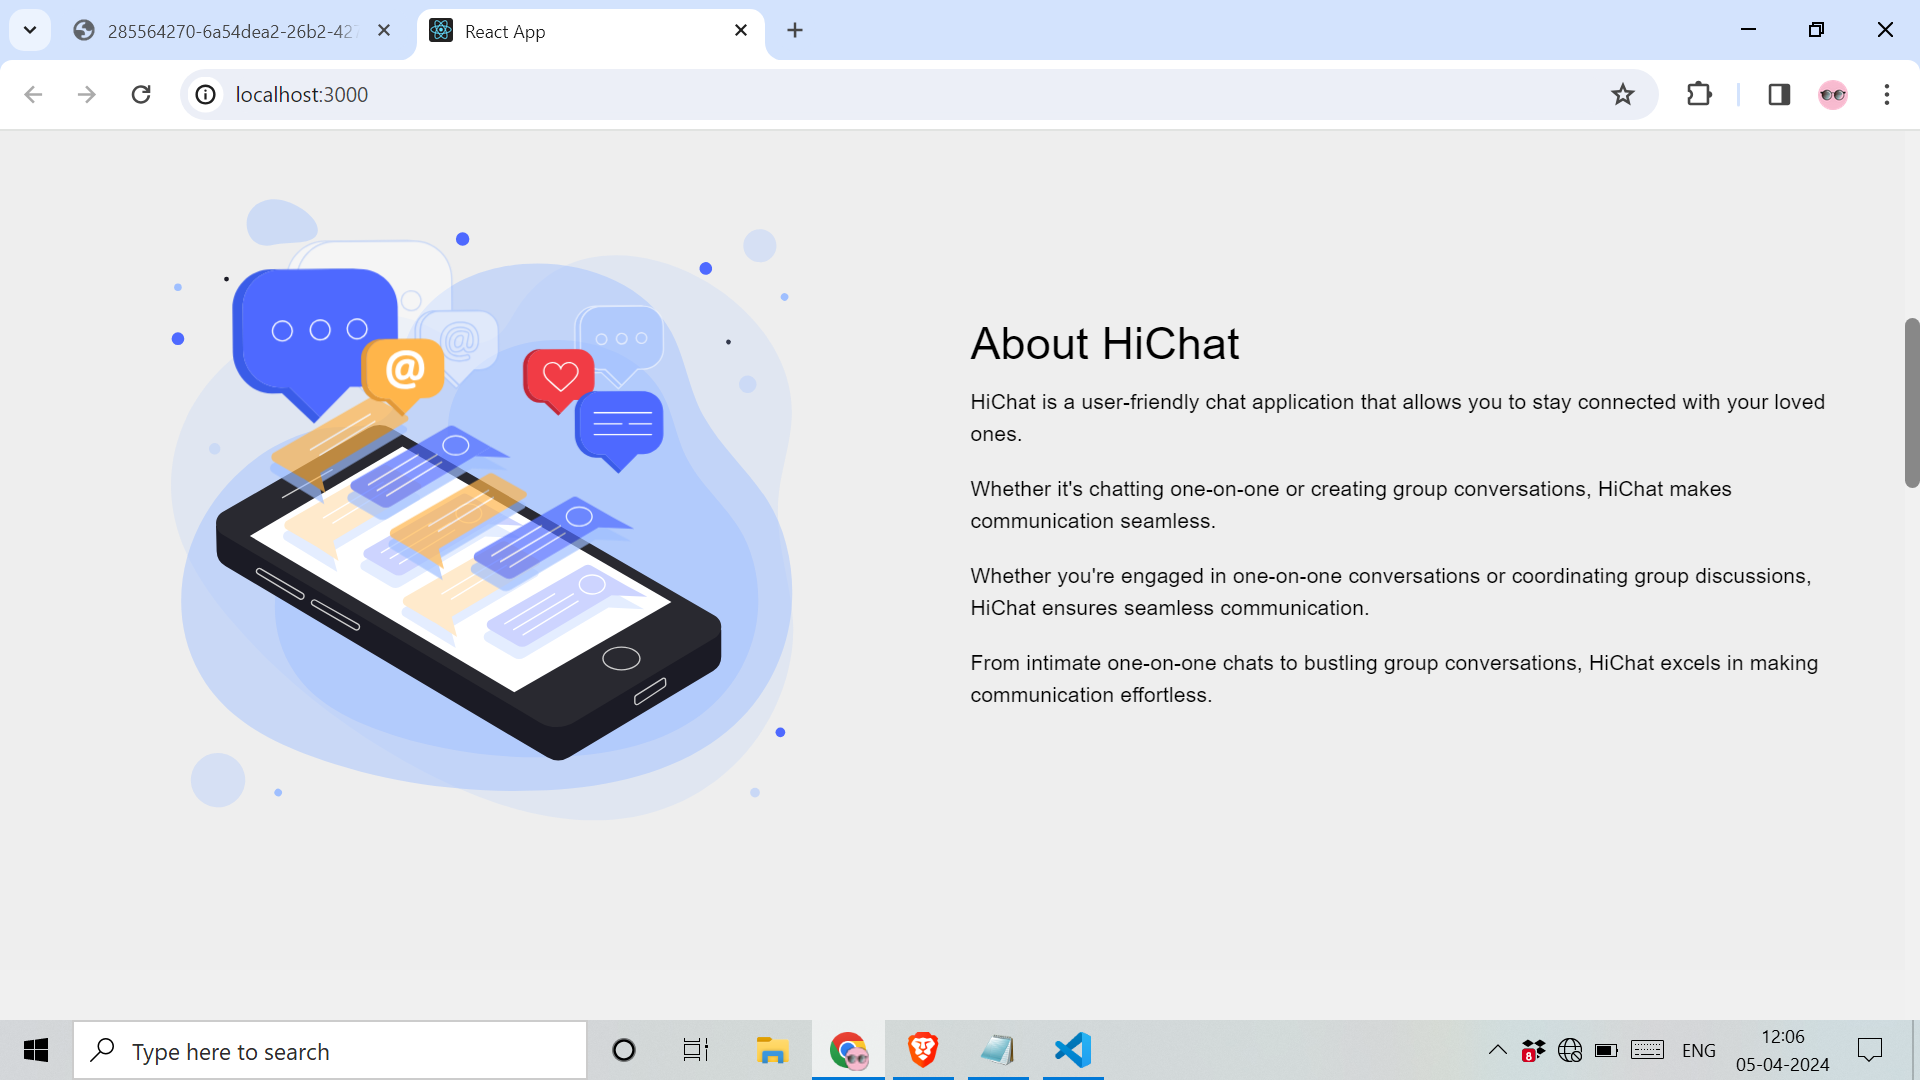 285564270-6a54dea2-26b2-427
React App
localhost:3000
@
@
About HiChat
HiChat is a user-friendly chat application that allows you to stay connected with your loved
ones.
Whether it's chatting one-on-one or creating group conversations, HiChat makes
communication seamless.
Whether you're engaged in one-on-one conversations or coordinating group discussions,
HiChat ensures seamless communication.
From intimate one-on-one chats to bustling group conversations, HiChat excels in making
communication effortless.
Type here to search
8
ENG
12:06
05-04-2024